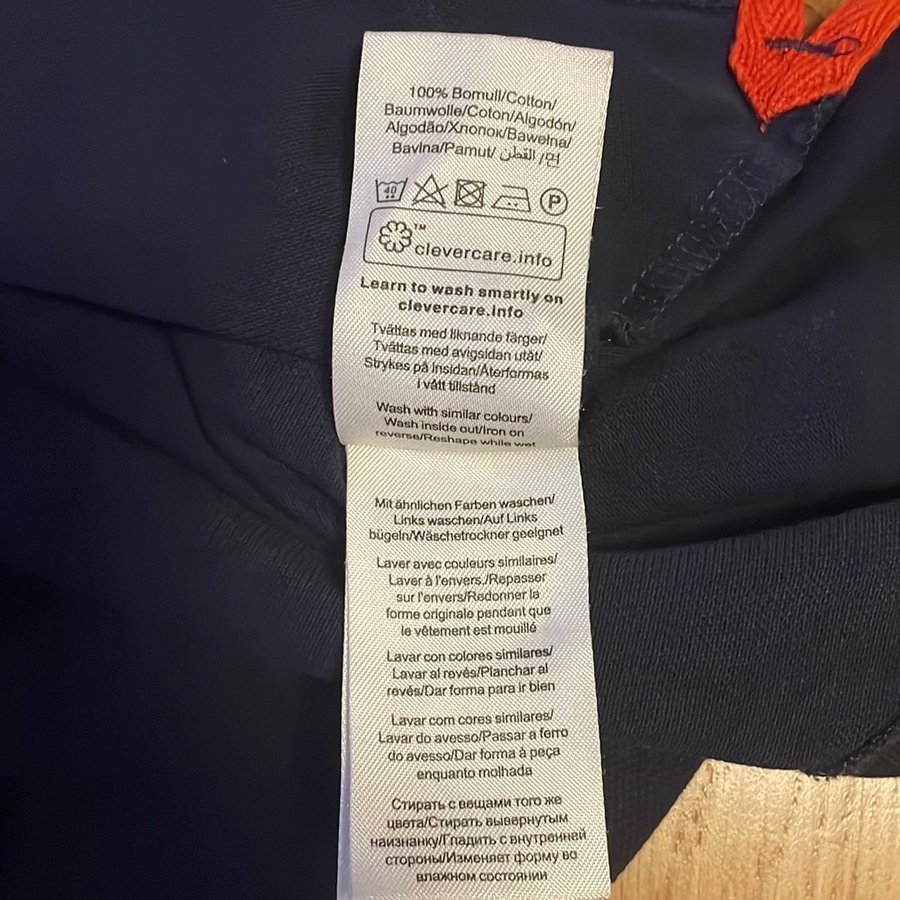 100% Bomull/Cotton/
Baumwolle/Coton/Algodón/
Algodão/Хлопок/Bawełna/
Bavlna/Pamut/ القطن /면
40
P
™
clevercare.info
Learn to wash smartly on
clevercare.info
Tvättas med liknande färger/
Tvättas med avigsidan utåt/
Strykes på insidan/Återformas
i vått tillstånd
Wash with similar colours/
Wash inside out/Iron on
reverse/Reshape while wet
Mit ähnlichen Farben waschen/
Links waschen/Auf Links
bügeln/Wäschetrockner geeignet
Laver avec couleurs similaires/
Laver à l'envers./Repasser
sur l'envers/Redonner la
forme originale pendant que
le vêtement est mouillé
Lavar con colores similares/
Lavar al revés/Planchar al
revés/Dar forma para ir bien
Lavar com cores similares/
Lavar do avesso/Passar a ferro
do avesso/Dar forma à peça
enquanto molhada
Стирать с вещами того же
цвета/Стирать вывернутым
наизнанку/Гладить с внутренней
стороны/Изменяет форму во
влажном состоянии